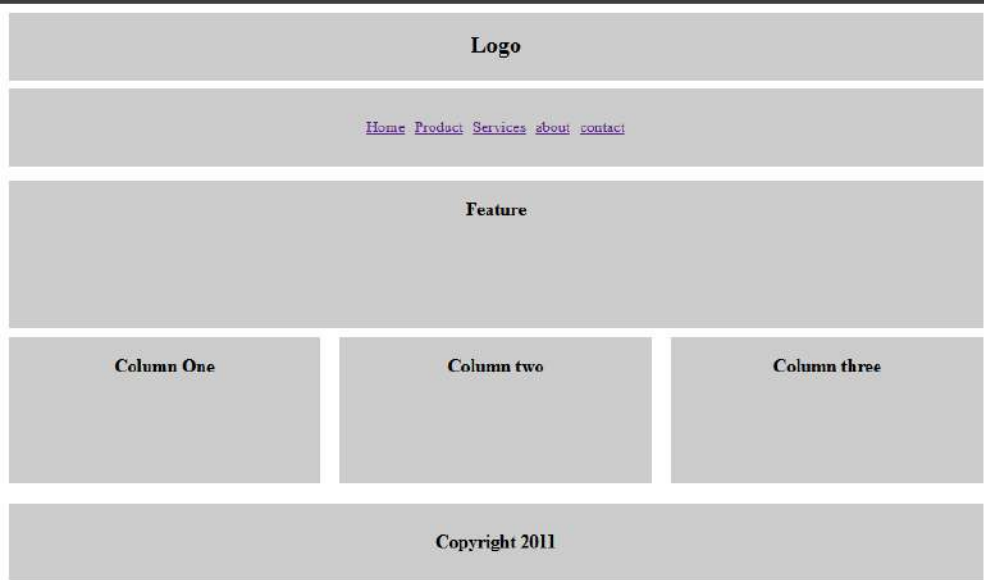 Logo
Home Product Services about contact
Feature
Column One
Column two
Column three
Copyright 2011